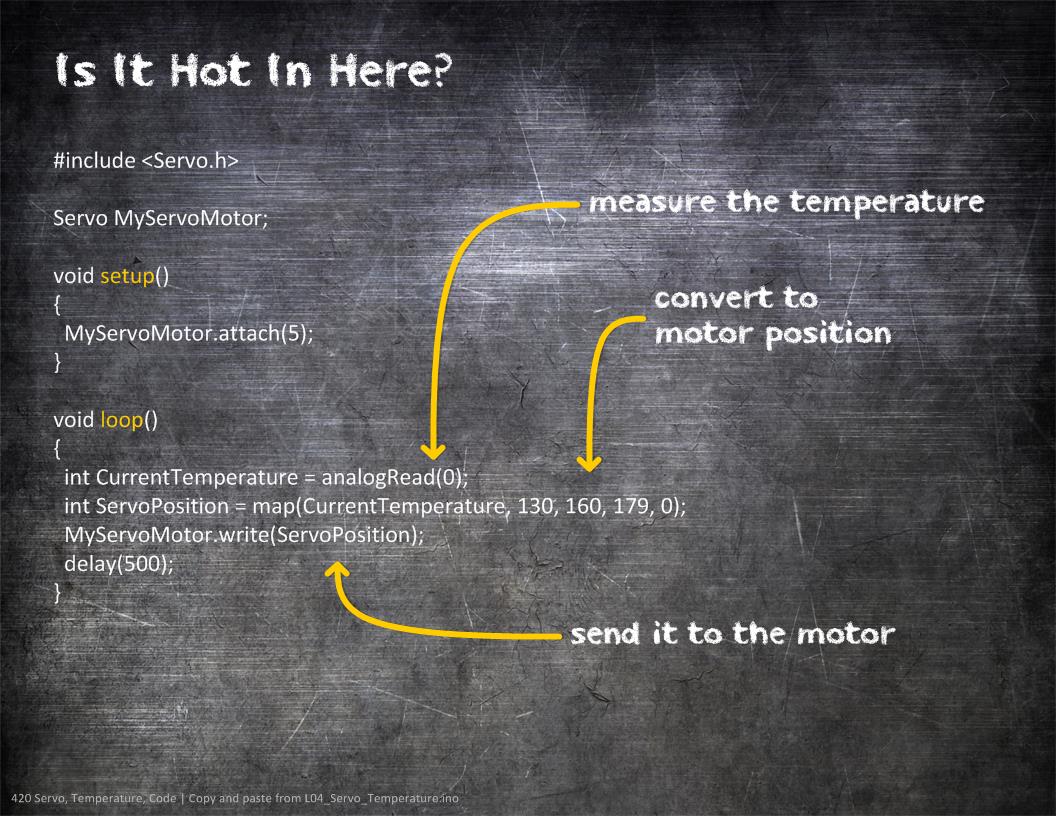 Is It Hot In Here?
#include <Servo.h>
Servo MyServoMotor;
void setup()
{
MyServoMotor.attach(5);
}
void loop()
{
int CurrentTemperature = analogRead(0);
int ServoPosition = map(CurrentTemperature, 130, 160, 179, 0);
MyServoMotor.write(ServoPosition);
delay(500);
}
measure the temperature
convert to
motor position
send it to the motor
420 Servo, Temperature, Code | Copy and paste from L04_Servo_Temperature.ino